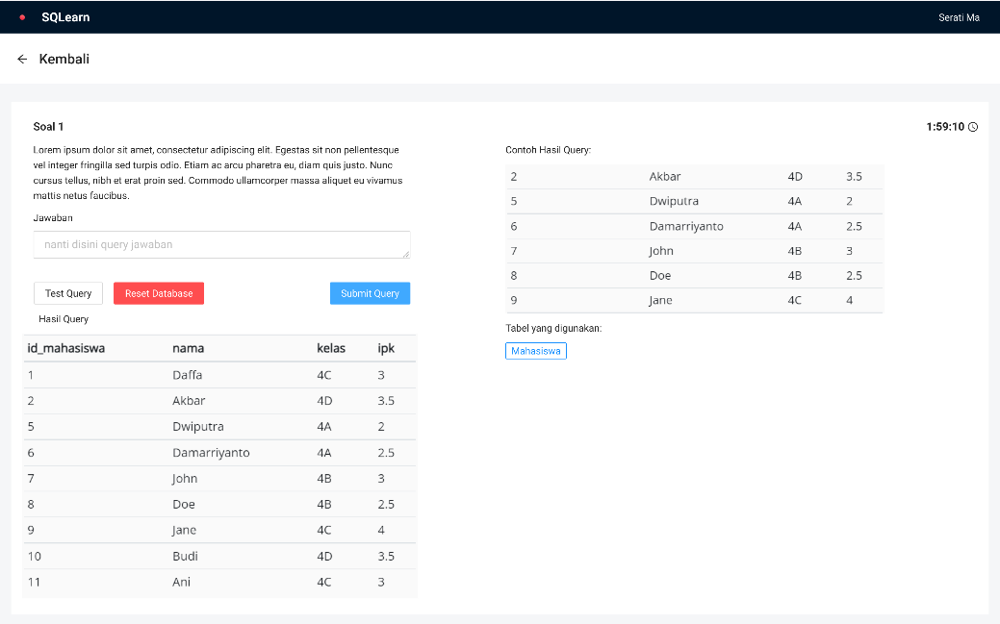 SQLearn
Serati Ma
Kembali
Soal 1
1:59:10
Lorem ipsum dolor sit amet, consectetur adipiscing elit. Egestas sit non pellentesque
vel integer fringilla sed turpis odio. Etiam ac arcu pharetra eu, diam quis justo. Nunc
cursus tellus, nibh et erat proin sed. Commodo ullamcorper massa aliquet eu vivamus
mattis netus faucibus.
Jawaban
nanti disini query jawaban
Test Query Reset Database Submit Query
Hasil Query
id_mahasiswa nama kelas ipk
1 Daffa 4C 3
2 Akbar 4D 3.5
5 Dwiputra 4A 2
6 Damarriyanto 4A 2.5
7 John 4B 3
8 Doe 4B 2.5
9 Jane 4C 4
10 Budi 4D 3.5
11 Ani 4C 3
Contoh Hasil Query:
2 Akbar 4D 3.5
5 Dwiputra 4A 2
6 Damarriyanto 4A 2.5
7 John 4B 3
8 Doe 4B 2.5
9 Jane 4C 4
Tabel yang digunakan:
Mahasiswa